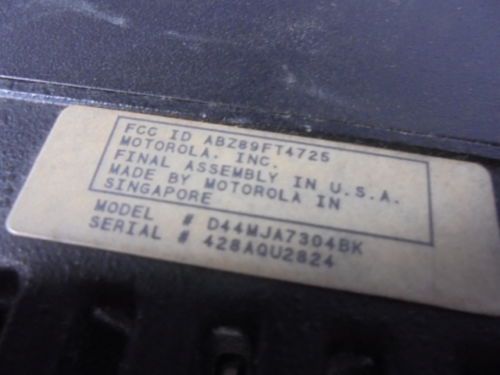 FCC ID ABZ89FT4725
MOTOROLA, INC.
FINAL ASSEMBLY IN U.S.A.
MADE BY MOTOROLA IN
SINGAPORE
MODEL # D44MJA7304BK
SERIAL # 428AQU2824